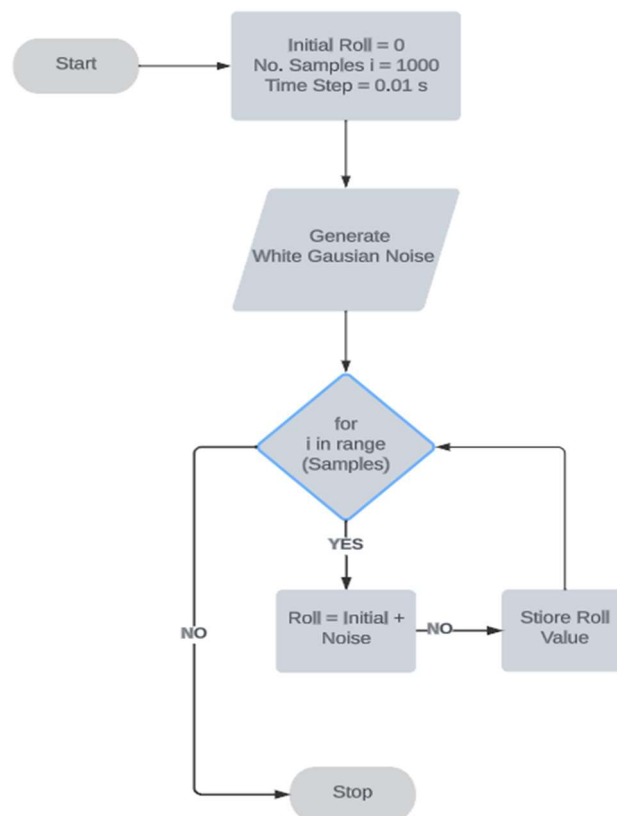 Start
Initial Roll = 0
No. Samples i = 1000
Time Step = 0.01 s
Generate
White Gausian Noise
for
i in range
(Samples)
YES
Roll = Initial +
Noise
NO
Stiore Roll
Value
NO
Stop